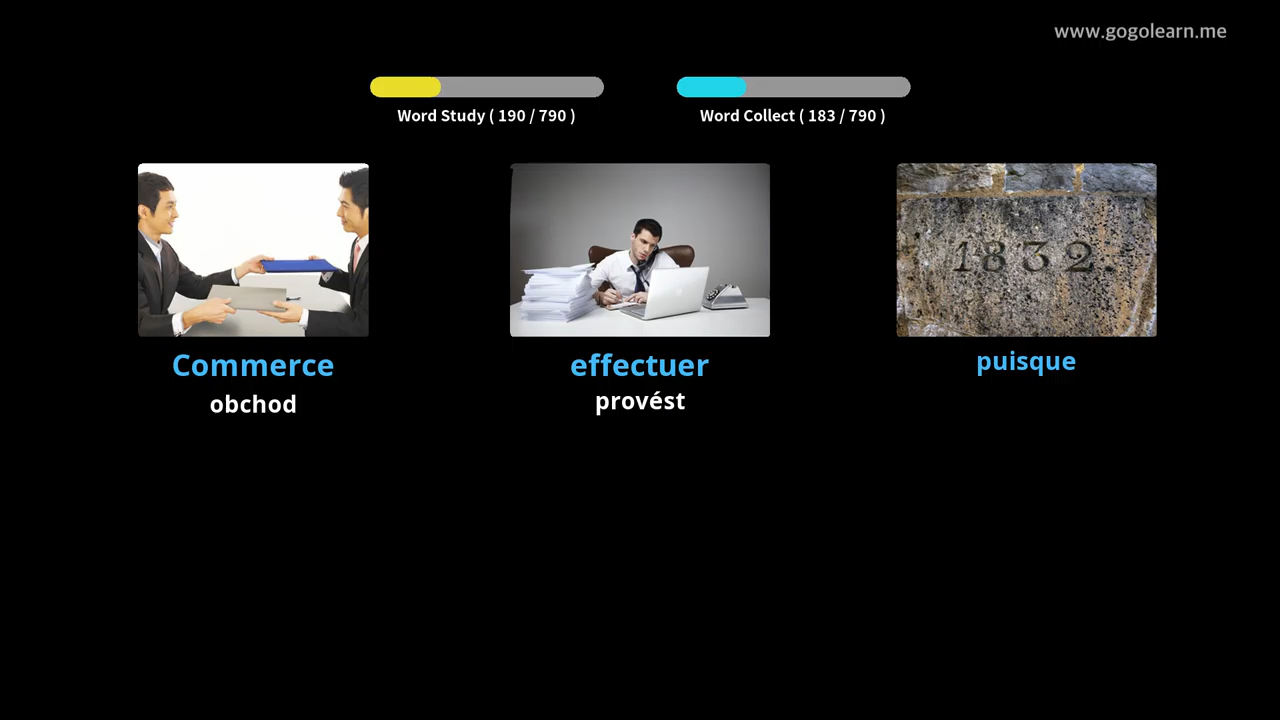 www.gogolearn.me
Word Study ( 190 / 790 )
Word Collect ( 183 / 790 )
1832.
Commerce
effectuer
puisque
obchod
provést